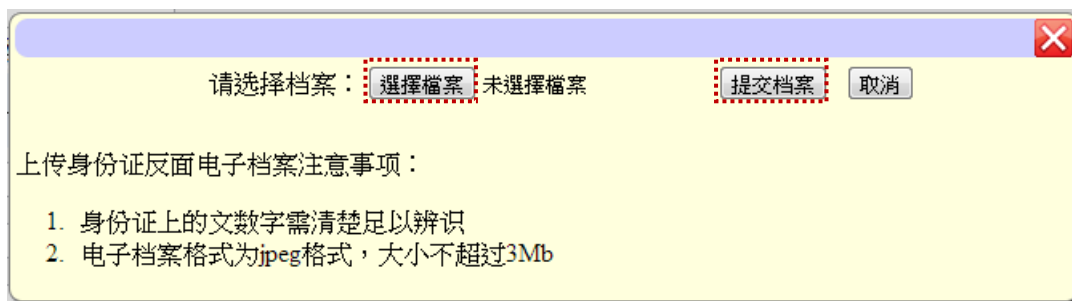 请选择档案： 選擇檔案 未選擇檔案 提交档案 取消
上传身份证反面电子档案注意事项：
1. 身份证上的文数字需清楚足以辨识
2. 电子档案格式为jpeg格式，大小不超过3Mb